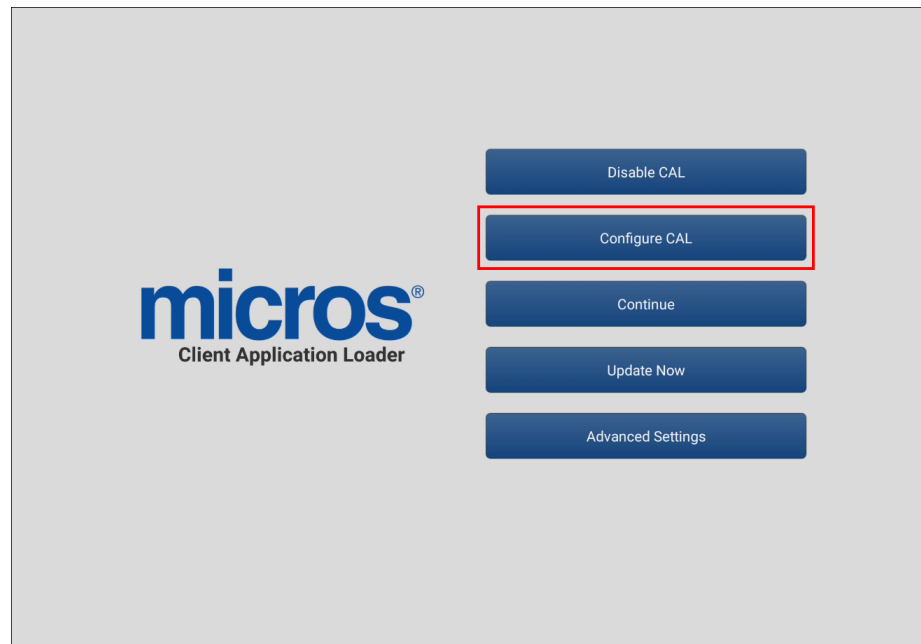 micros®
Client Application Loader
Disable CAL
Configure CAL
Continue
Update Now
Advanced Settings